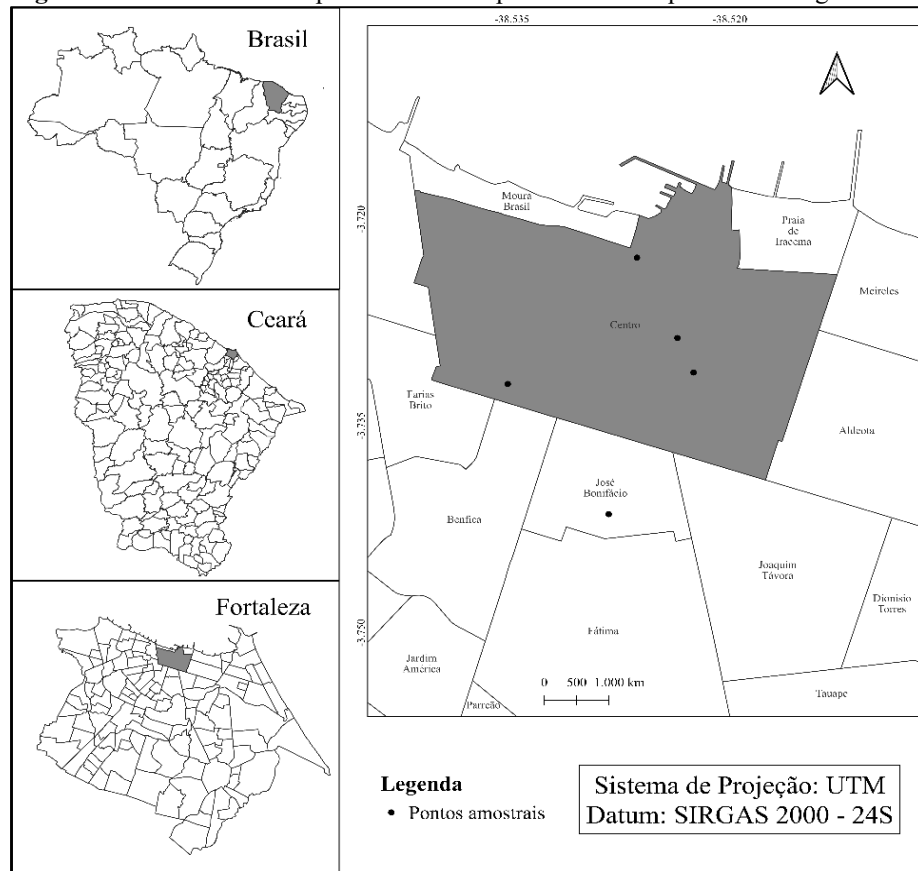 Brasil
Ceará
Fortaleza
-38.535
-38.520
-3.720
-3.735
-3.750
Moura
Brasil
Praia
de
Iracema
Meireles
Centro
Farias
Brito
Aldeota
José
Bonifácio
Benfica
Joaquim
Távora
Dionísio
Torres
Fátima
Jardim
América
Parreão
Tauape
0 500 1.000 km
Legenda
Pontos amostrais
Sistema de Projeção: UTM
Datum: SIRGAS 2000 - 24S